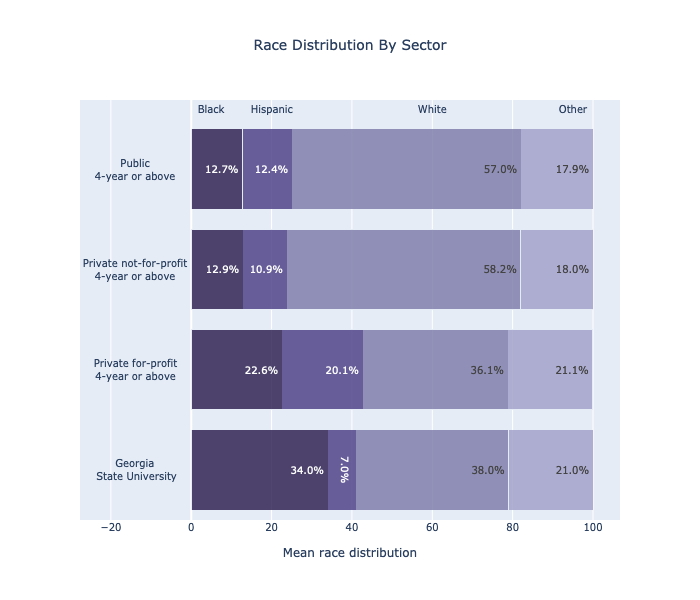 Race Distribution By Sector
Black Hispanic White Other
Public
4-year or above
12.7% 12.4% 57.0% 17.9%
Private not-for-profit
4-year or above
12.9% 10.9% 58.2% 18.0%
Private for-profit
4-year or above
22.6% 20.1% 36.1% 21.1%
Georgia
State University
34.0% 7.0% 38.0% 21.0%
−20 0 20 40 60 80 100
Mean race distribution